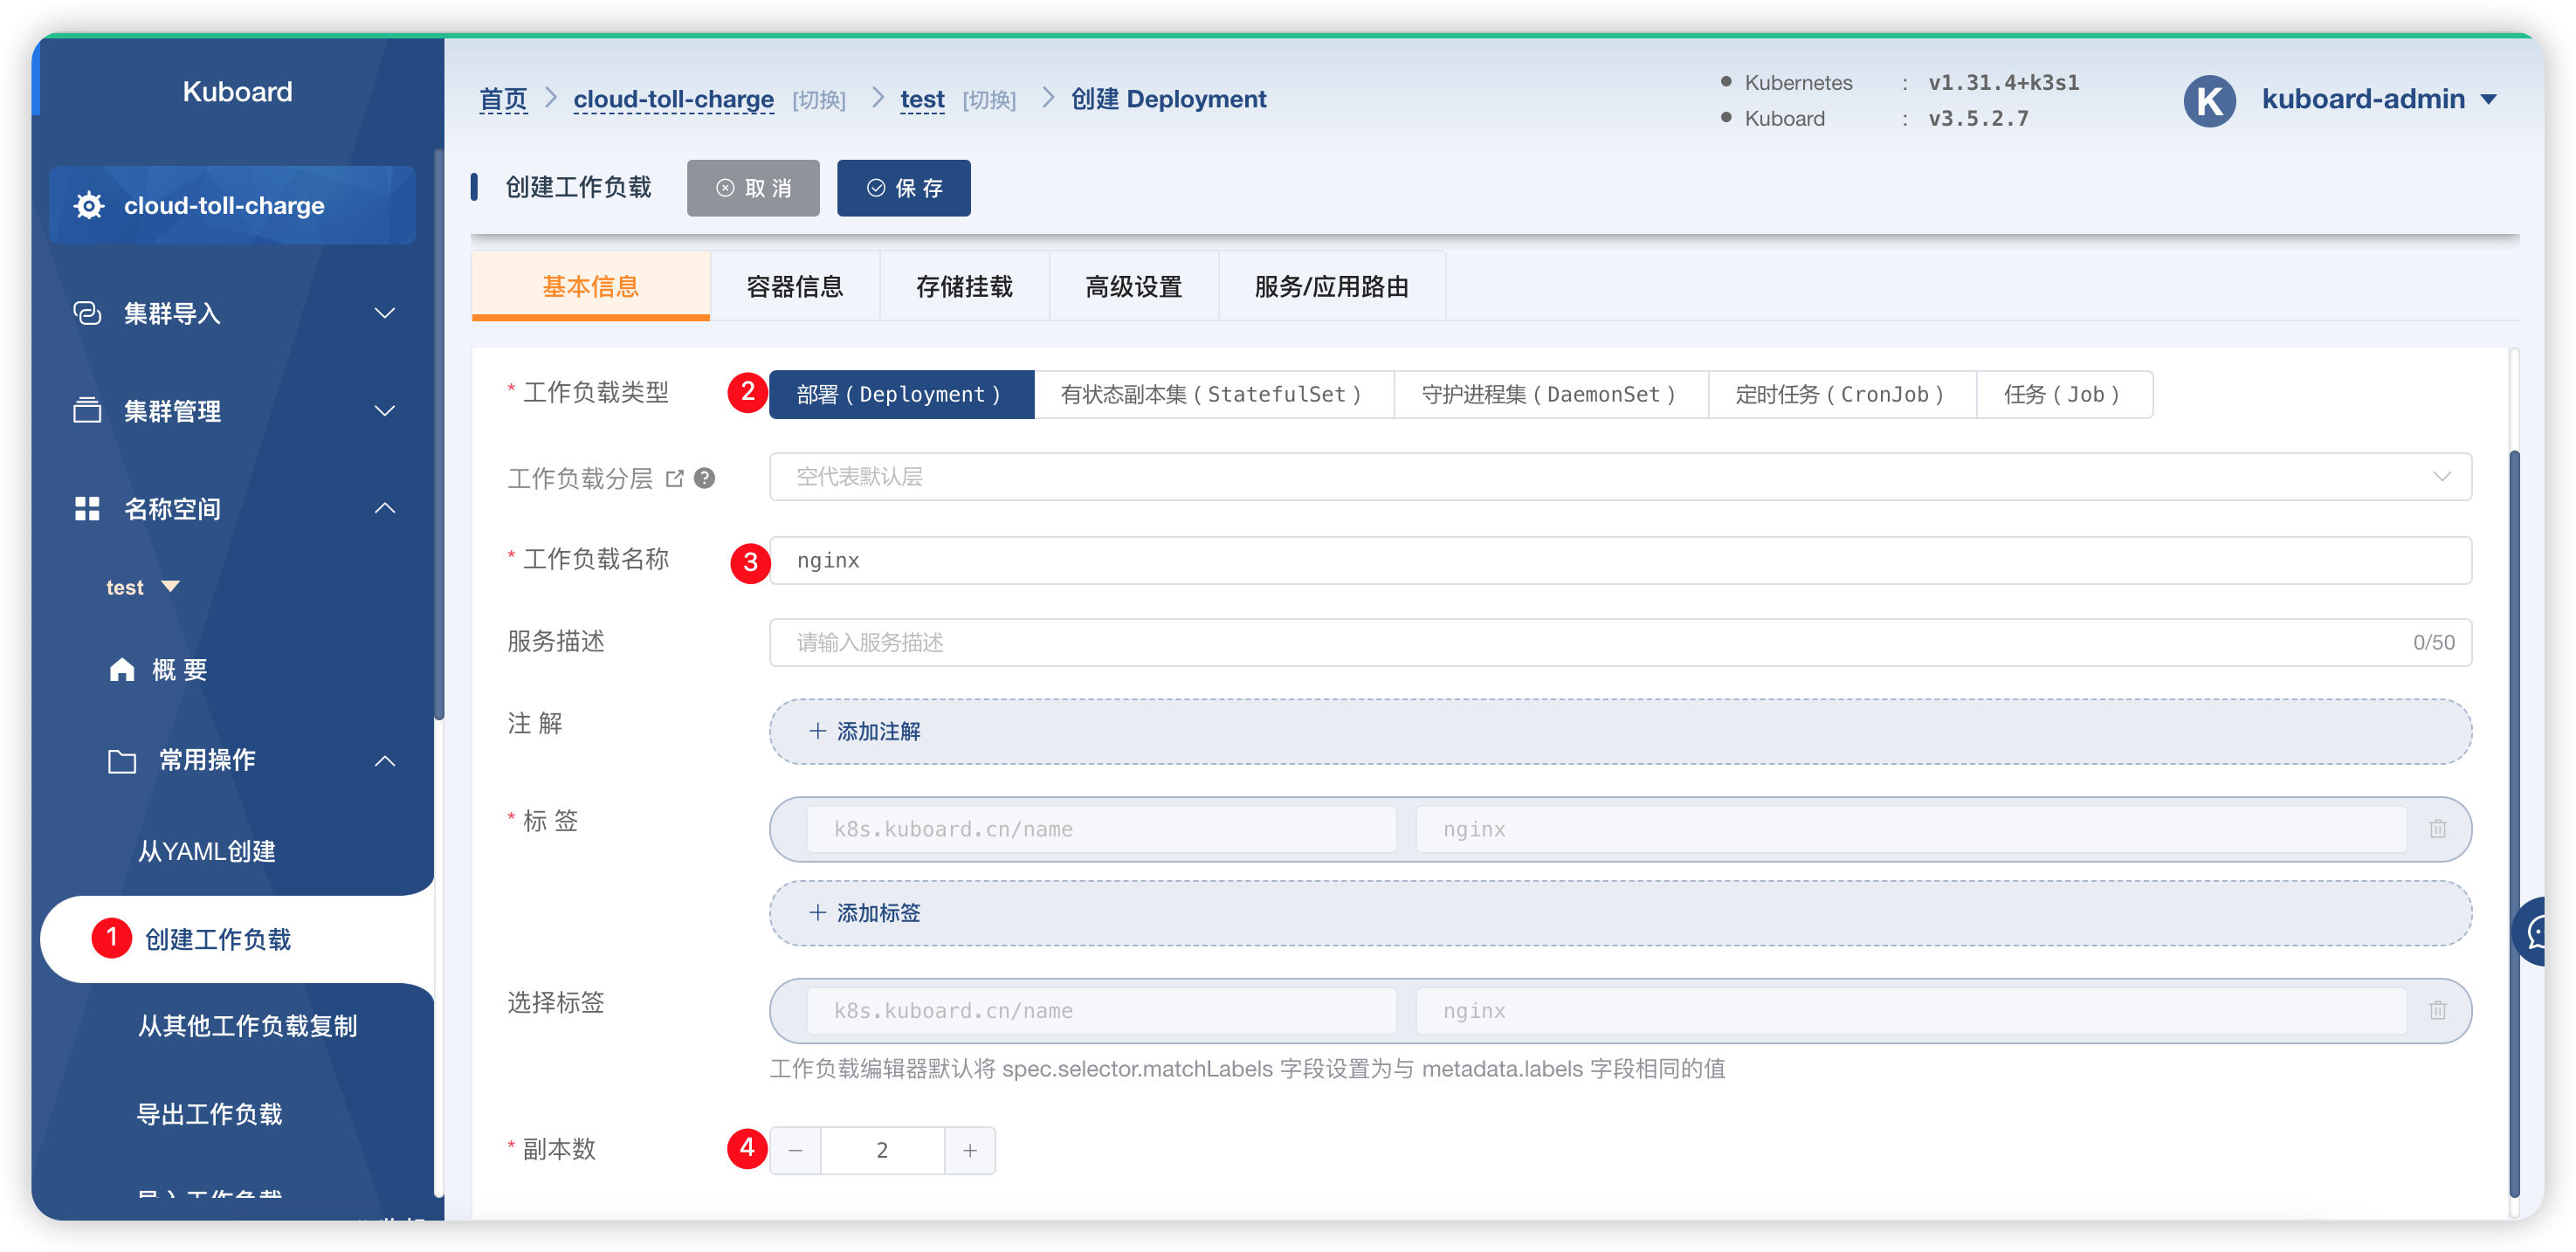 Kuboard
cloud-toll-charge
集群导入
集群管理
名称空间
test
概 要
常用操作
从YAML创建
1 创建工作负载
从其他工作负载复制
导出工作负载
导入工作负载
首页 cloud-toll-charge [切换] test [切换] 创建 Deployment
Kubernetes : v1.31.4+k3s1
Kuboard : v3.5.2.7
K kuboard-admin
创建工作负载 取 消 保 存
基本信息 容器信息 存储挂载 高级设置 服务/应用路由
* 工作负载类型 2 部署 ( Deployment ) 有状态副本集 ( StatefulSet ) 守护进程集 ( DaemonSet ) 定时任务 ( CronJob ) 任务 ( Job )
工作负载分层 ? 空代表默认层
* 工作负载名称 3 nginx
服务描述 请输入服务描述 0/50
注 解 + 添加注解
* 标 签 k8s.kuboard.cn/name nginx
+ 添加标签
选择标签 k8s.kuboard.cn/name nginx
工作负载编辑器默认将 spec.selector.matchLabels 字段设置为与 metadata.labels 字段相同的值
* 副本数 4 − 2 +